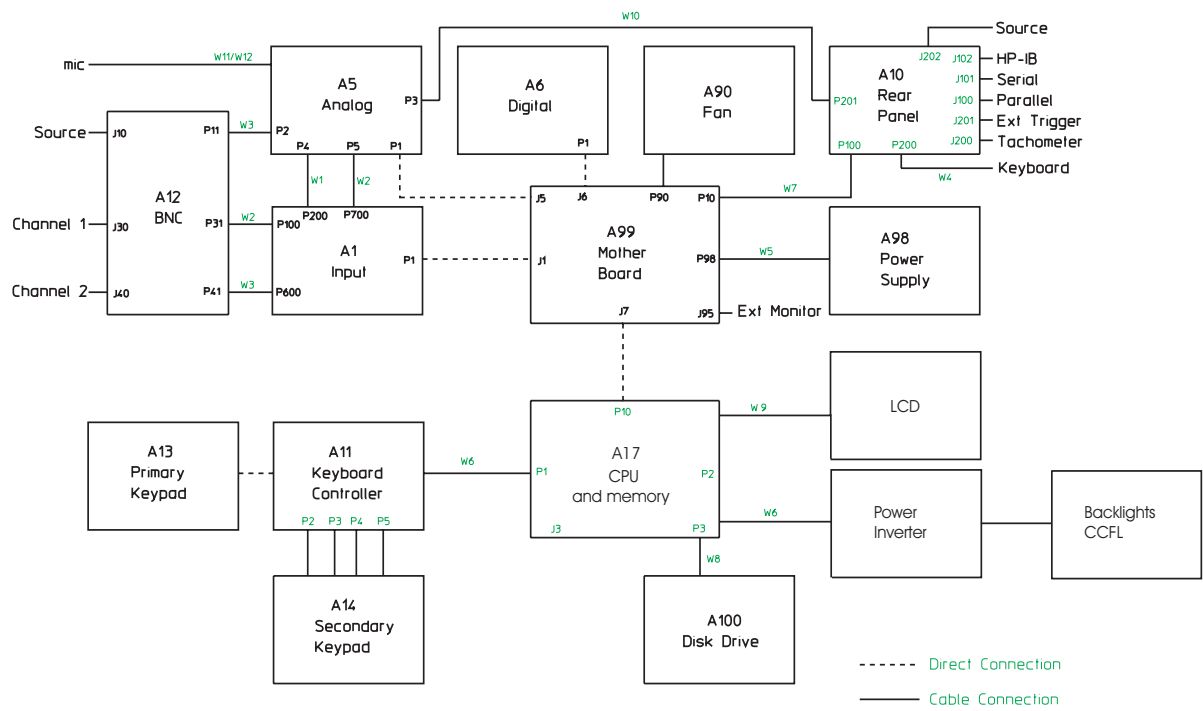 W10
Source
W11/W12
mic
A5
Analog
P3
A6
Digital
A90
Fan
J202
J102
HP-IB
A10
Rear
Panel
J101
Serial
P201
J100
Parallel
J201
Ext Trigger
J200
Tachometer
Source
J10
P11
W3
P2
P4
P5
P1
P1
P100
P200
Keyboard
W4
W1
W2
W7
A12
BNC
J5
J6
P90
P10
Channel 1
J30
P31
W2
P100
P200
P700
A1
Input
P1
J1
A99
Mother
Board
P98
W5
A98
Power
Supply
Channel 2
J40
P41
W3
P600
J7
J95
Ext Monitor
P10
W9
LCD
A13
Primary
Keypad
A11
Keyboard
Controller
W6
P1
A17
CPU
and memory
P2
P2
P3
P4
P5
J3
P3
W6
Power
Inverter
Backlights
CCFL
W8
A14
Secondary
Keypad
A100
Disk Drive
Direct Connection
Cable Connection